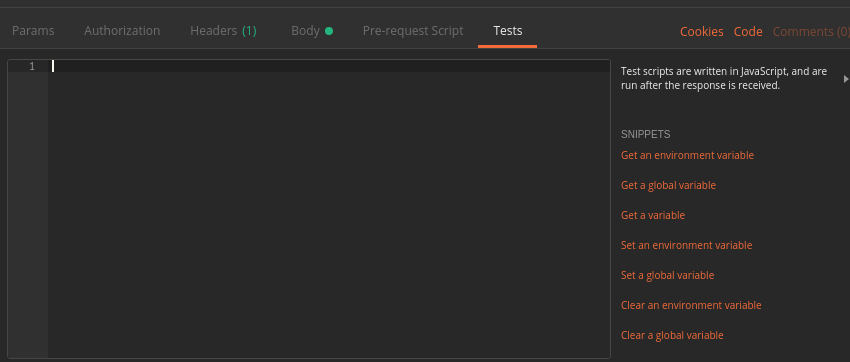 Params Authorization Headers (1) Body Pre-request Script Tests Cookies Code Comments (0)
1
Test scripts are written in JavaScript, and are
run after the response is received.
SNIPPETS
Get an environment variable
Get a global variable
Get a variable
Set an environment variable
Set a global variable
Clear an environment variable
Clear a global variable